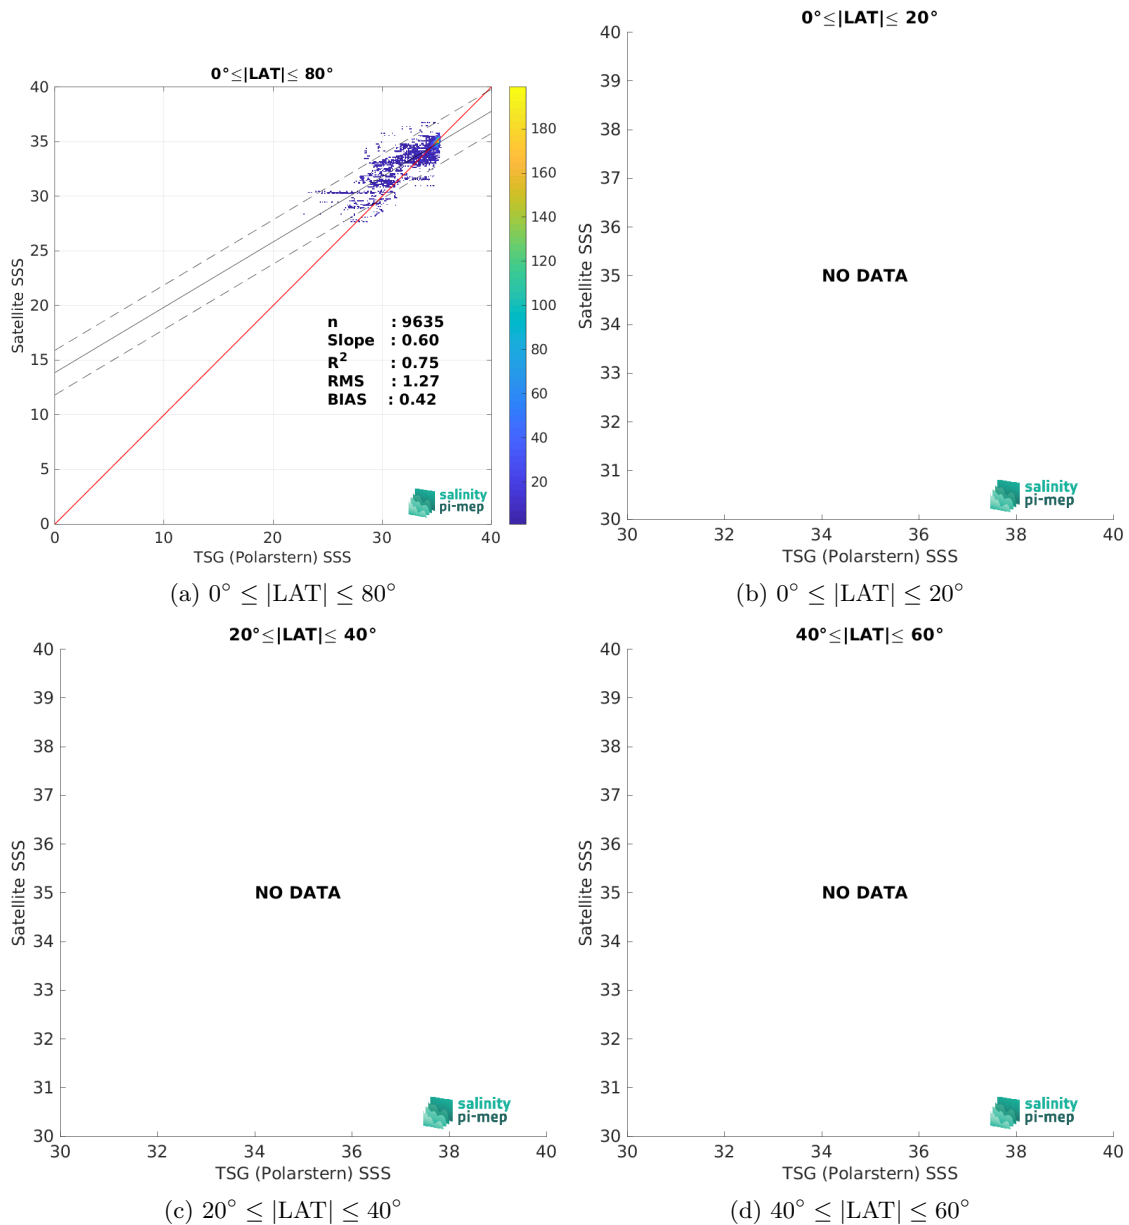 0°≤|LAT|≤ 80°
40
35
30
25
20
15
10
5
0
0
10
20
30
40
Satellite SSS
TSG (Polarstern) SSS
n : 9635
Slope : 0.60
R² : 0.75
RMS : 1.27
BIAS : 0.42
salinity
pi-mep
180
160
140
120
100
80
60
40
20
(a) 0° ≤ |LAT| ≤ 80°
0°≤|LAT|≤ 20°
40
39
38
37
36
35
34
33
32
31
30
30
32
34
36
38
40
Satellite SSS
NO DATA
salinity
pi-mep
TSG (Polarstern) SSS
(b) 0° ≤ |LAT| ≤ 20°
20°≤|LAT|≤ 40°
40
39
38
37
36
35
34
33
32
31
30
30
32
34
36
38
40
Satellite SSS
NO DATA
salinity
pi-mep
TSG (Polarstern) SSS
(c) 20° ≤ |LAT| ≤ 40°
40°≤|LAT|≤ 60°
40
39
38
37
36
35
34
33
32
31
30
30
32
34
36
38
40
Satellite SSS
NO DATA
salinity
pi-mep
TSG (Polarstern) SSS
(d) 40° ≤ |LAT| ≤ 60°